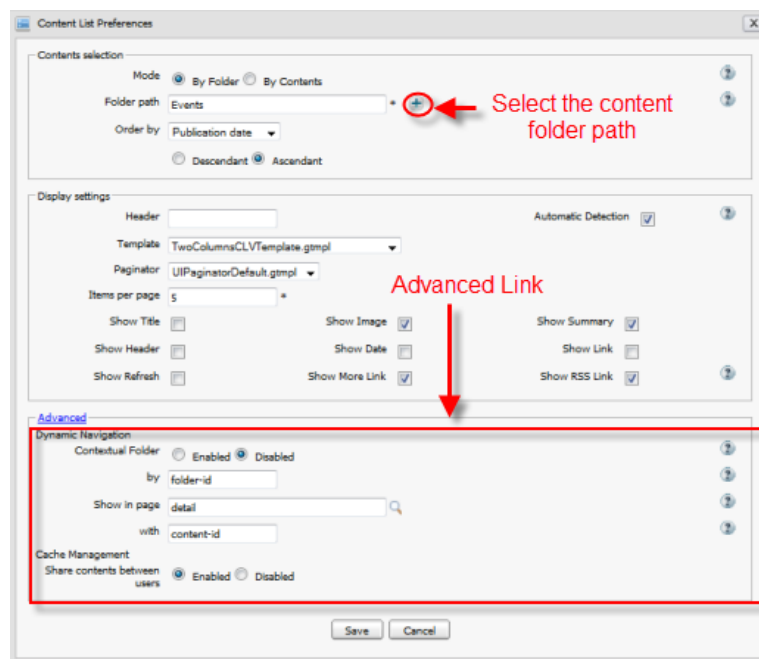 Content List Preferences
Contents selection
Mode By Folder By Contents
Folder path Events *
Select the content
folder path
Order by Publication date
Descendant Ascendant
Display settings
Header Automatic Detection
Template TwoColumnsCLVTemplate.gtmpl
Paginator UIPaginatorDefault.gtmpl
Advanced Link
Items per page 5 *
Show Title Show Image Show Summary
Show Header Show Date Show Link
Show Refresh Show More Link Show RSS Link
Advanced
Dynamic Navigation
Contextual Folder Enabled Disabled
by folder-id
Show in page detail
with content-id
Cache Management
Share contents between
users Enabled Disabled
Save Cancel